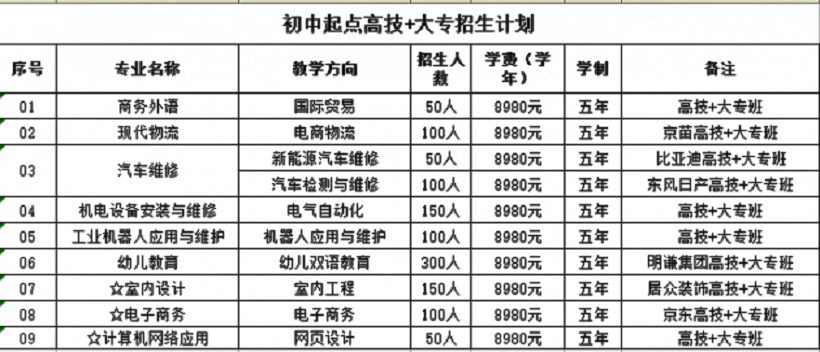 初中起点高技+大专招生计划
序号 专业名称 教学方向 招生人数 学费（学年） 学制 备注
01 商务外语 国际贸易 50人 8980元 五年 高技+大专班
02 现代物流 电商物流 100人 8980元 五年 京苗高技+大专班
03 汽车维修 新能源汽车维修 50人 8980元 五年 比亚迪高技+大专班
汽车检测与维修 100人 8980元 五年 东风日产高技+大专班
04 机电设备安装与维修 电气自动化 150人 8980元 五年 高技+大专班
05 工业机器人应用与维护 机器人应用与维护 100人 8980元 五年 高技+大专班
06 幼儿教育 幼儿双语教育 300人 8980元 五年 明谦集团高技+大专班
07 ☆室内设计 室内工程 150人 8980元 五年 居众装饰高技+大专班
08 ☆电子商务 电子商务 100人 8980元 五年 京东高技+大专班
09 ☆计算机网络应用 网页设计 50人 8980元 五年 高技+大专班